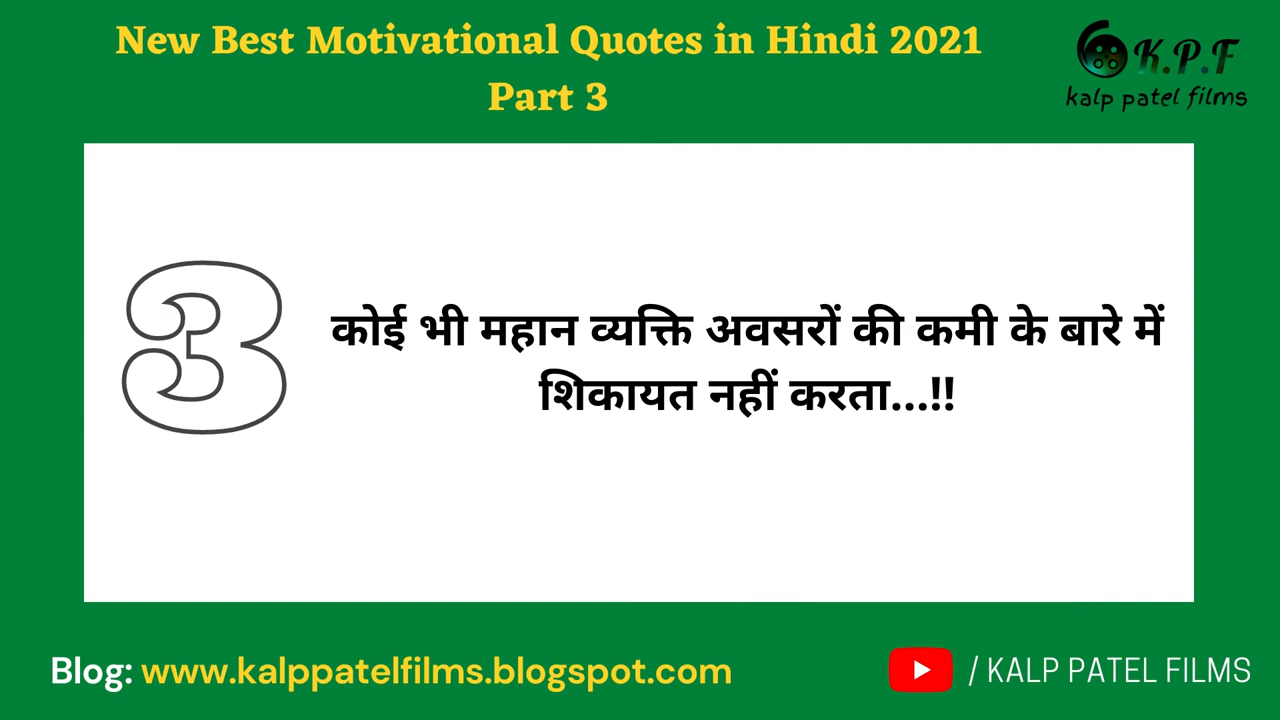 New Best Motivational Quotes in Hindi 2021
Part 3
K.P.F
kalp patel films
3
कोई भी महान व्यक्ति अवसरों की कमी के बारे में
शिकायत नहीं करता...!!
Blog: www.kalppatelfilms.blogspot.com
/ KALP PATEL FILMS